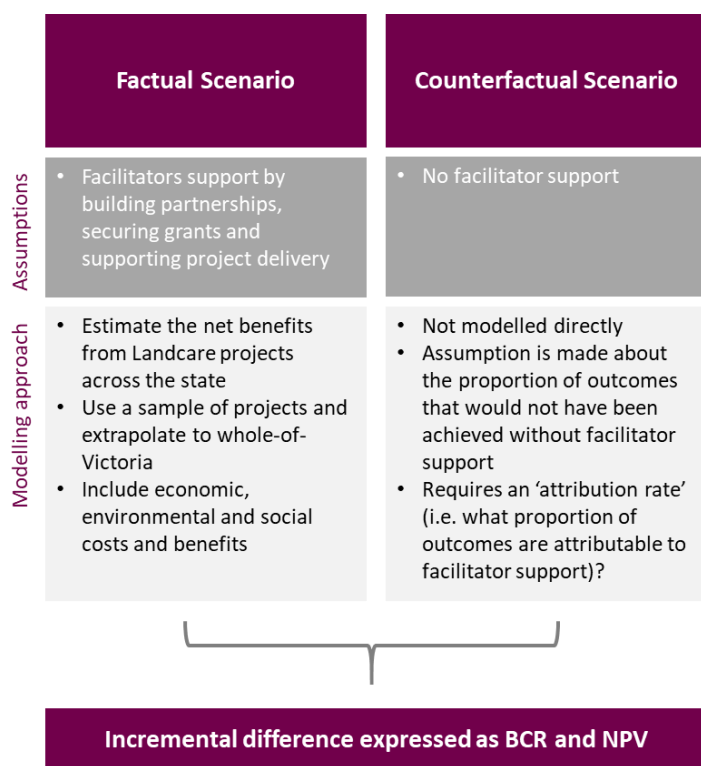 Factual Scenario
Counterfactual Scenario
Assumptions
• Facilitators support by
building partnerships,
securing grants and
supporting project delivery
• No facilitator support
Modelling approach
• Estimate the net benefits
from Landcare projects
across the state
• Use a sample of projects and
extrapolate to whole-of-
Victoria
• Include economic,
environmental and social
costs and benefits
• Not modelled directly
• Assumption is made about
the proportion of outcomes
that would not have been
achieved without facilitator
support
• Requires an ‘attribution rate’
(i.e. what proportion of
outcomes are attributable to
facilitator support)?
Incremental difference expressed as BCR and NPV